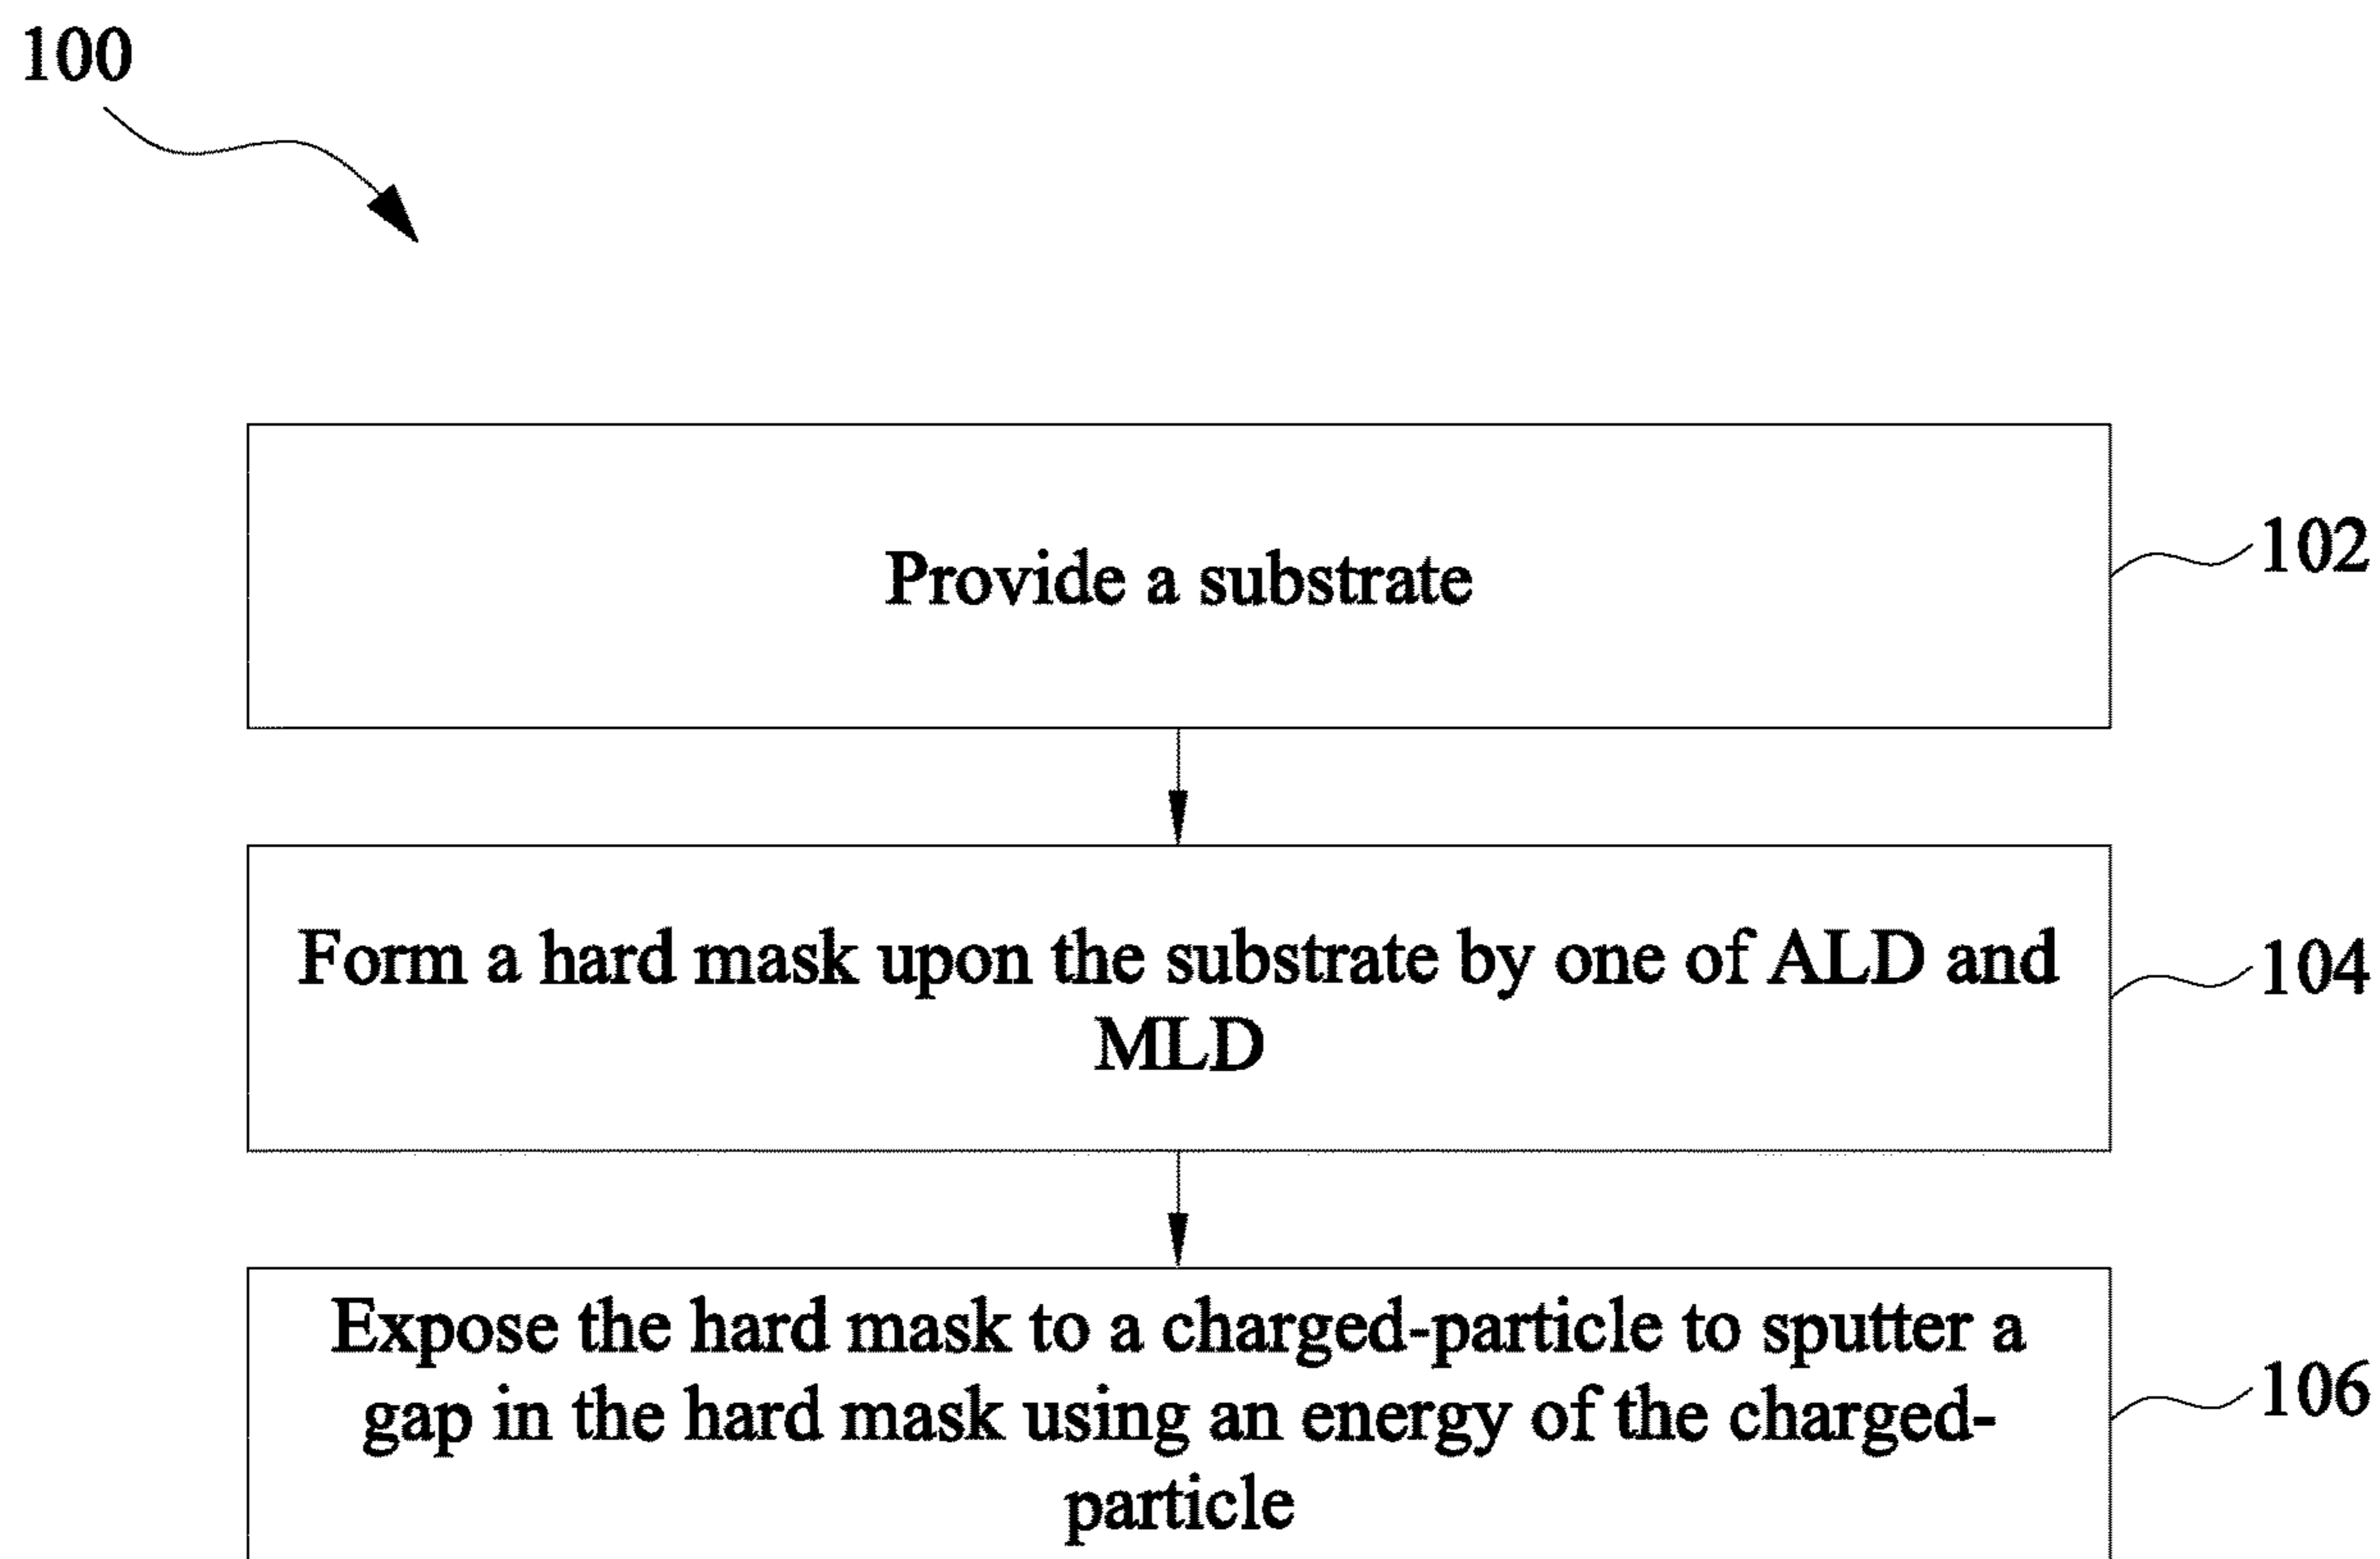 100
Provide a substrate
102
Form a hard mask upon the substrate by one of ALD and
MLD
104
Expose the hard mask to a charged-particle to sputter a
gap in the hard mask using an energy of the charged-
particle
106